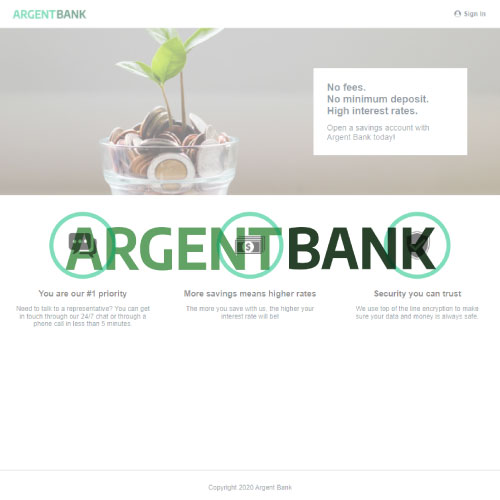 ARGENTBANK
Sign In
No fees.
No minimum deposit.
High interest rates.
Open a savings account with
Argent Bank today!
ARGENTBANK
$
You are our #1 priority
Need to talk to a representative? You can get
in touch through our 24/7 chat or through a
phone call in less than 5 minutes.
More savings means higher rates
The more you save with us, the higher your
interest rate will be!
Security you can trust
We use top of the line encryption to make
sure your data and money is always safe.
Copyright 2020 Argent Bank